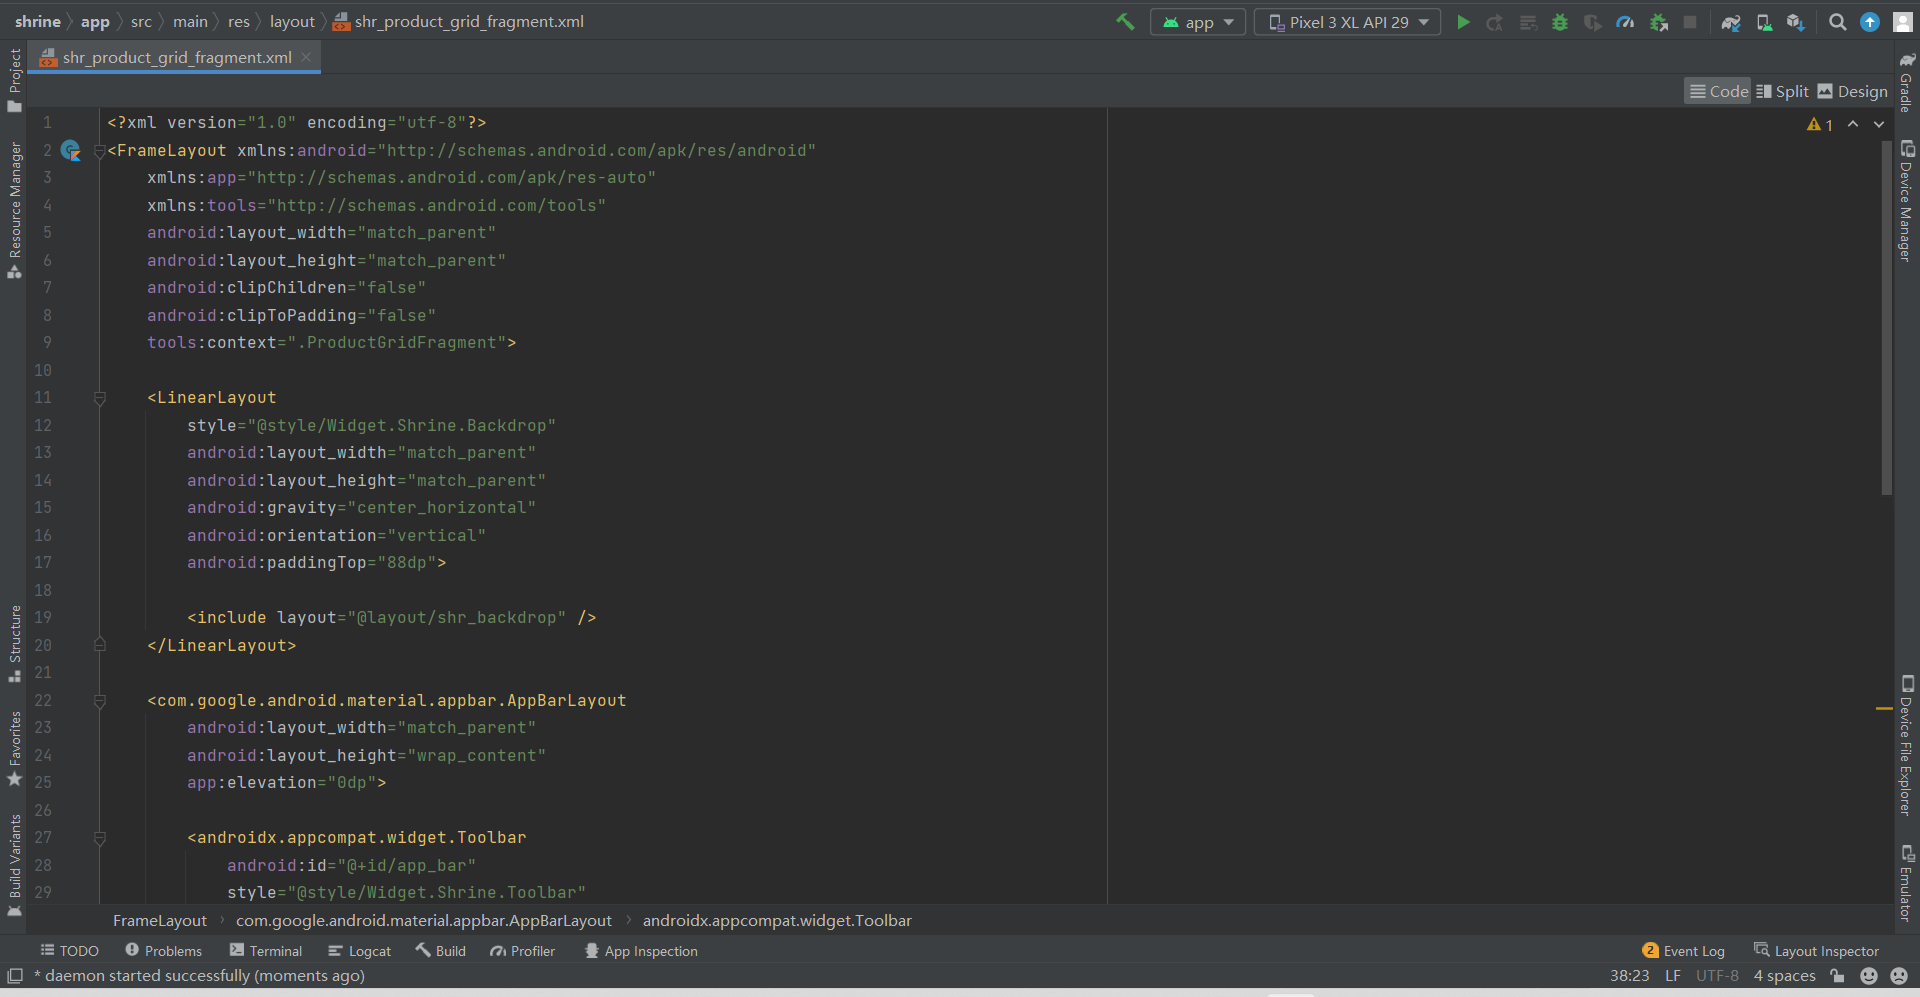 shrine app src main res layout shr_product_grid_fragment.xml app Pixel 3 XL API 29
shr_product_grid_fragment.xml
Code Split Design
1
1 <?xml version="1.0" encoding="utf-8"?>
2 <FrameLayout xmlns:android="http://schemas.android.com/apk/res/android"
3 xmlns:app="http://schemas.android.com/apk/res-auto"
4 xmlns:tools="http://schemas.android.com/tools"
5 android:layout_width="match_parent"
6 android:layout_height="match_parent"
7 android:clipChildren="false"
8 android:clipToPadding="false"
9 tools:context=".ProductGridFragment">
10
11 <LinearLayout
12 style="@style/Widget.Shrine.Backdrop"
13 android:layout_width="match_parent"
14 android:layout_height="match_parent"
15 android:gravity="center_horizontal"
16 android:orientation="vertical"
17 android:paddingTop="88dp">
18
19 <include layout="@layout/shr_backdrop" />
20 </LinearLayout>
21
22 <com.google.android.material.appbar.AppBarLayout
23 android:layout_width="match_parent"
24 android:layout_height="wrap_content"
25 app:elevation="0dp">
26
27 <androidx.appcompat.widget.Toolbar
28 android:id="@+id/app_bar"
29 style="@style/Widget.Shrine.Toolbar"
Project
Resource Manager
Structure
Favorites
Build Variants
Gradle
Device Manager
Device File Explorer
Emulator
FrameLayout com.google.android.material.appbar.AppBarLayout androidx.appcompat.widget.Toolbar
TODO Problems Terminal Logcat Build Profiler App Inspection 2 Event Log Layout Inspector
* daemon started successfully (moments ago) 38:23 LF UTF-8 4 spaces